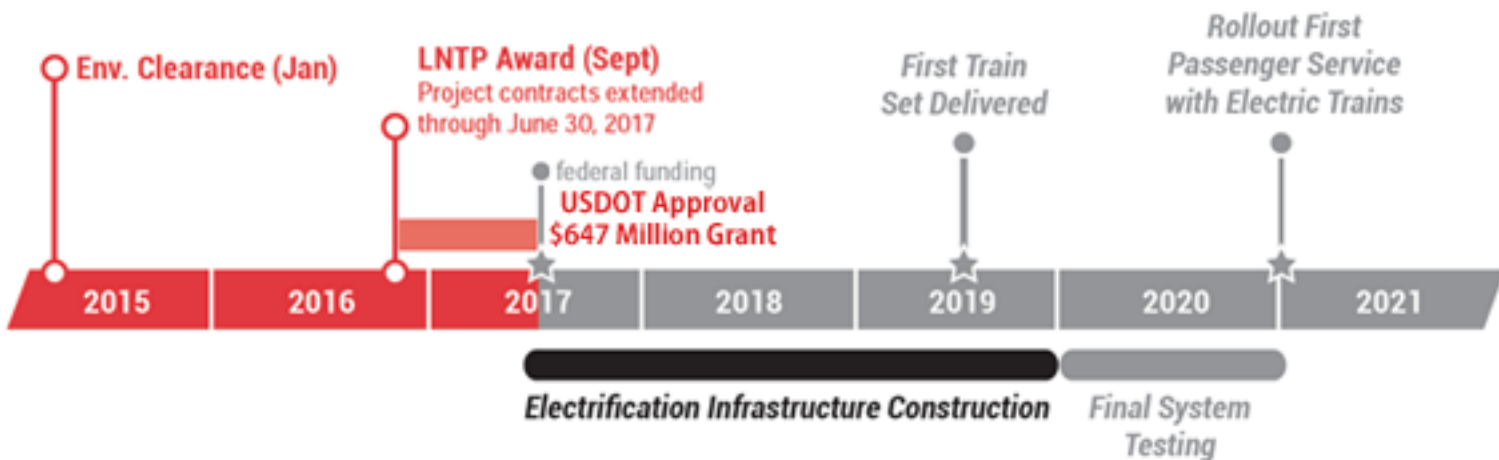 Env. Clearance (Jan)
LNTP Award (Sept)
Project contracts extended
through June 30, 2017
federal funding
USDOT Approval
$647 Million Grant
First Train
Set Delivered
Rollout First
Passenger Service
with Electric Trains
2015
2016
2017
2018
2019
2020
2021
Electrification Infrastructure Construction
Final System
Testing